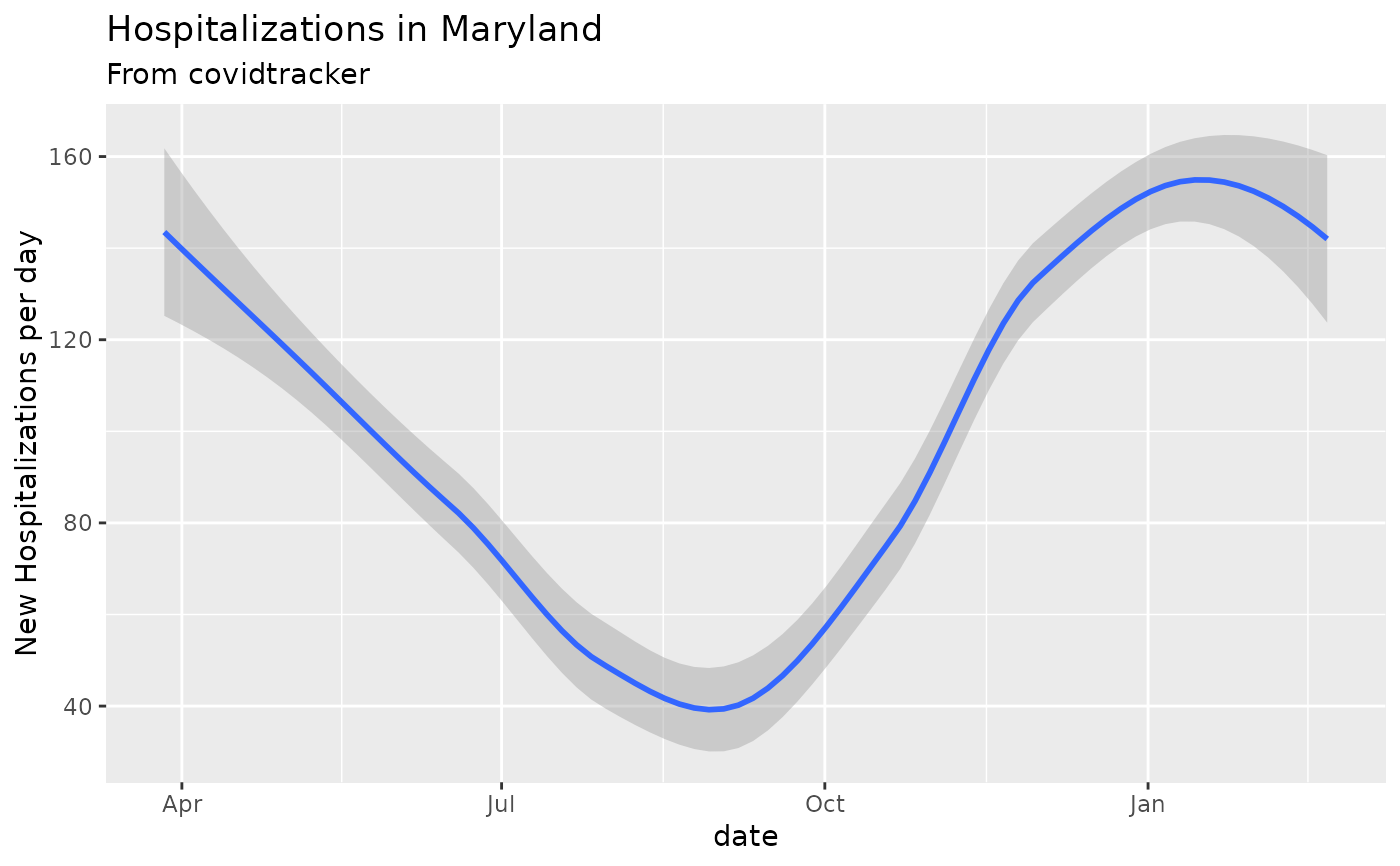 Hospitalizations in Maryland
From covidtracker
New Hospitalizations per day
160
120
80
40
Apr
Jul
Oct
Jan
date